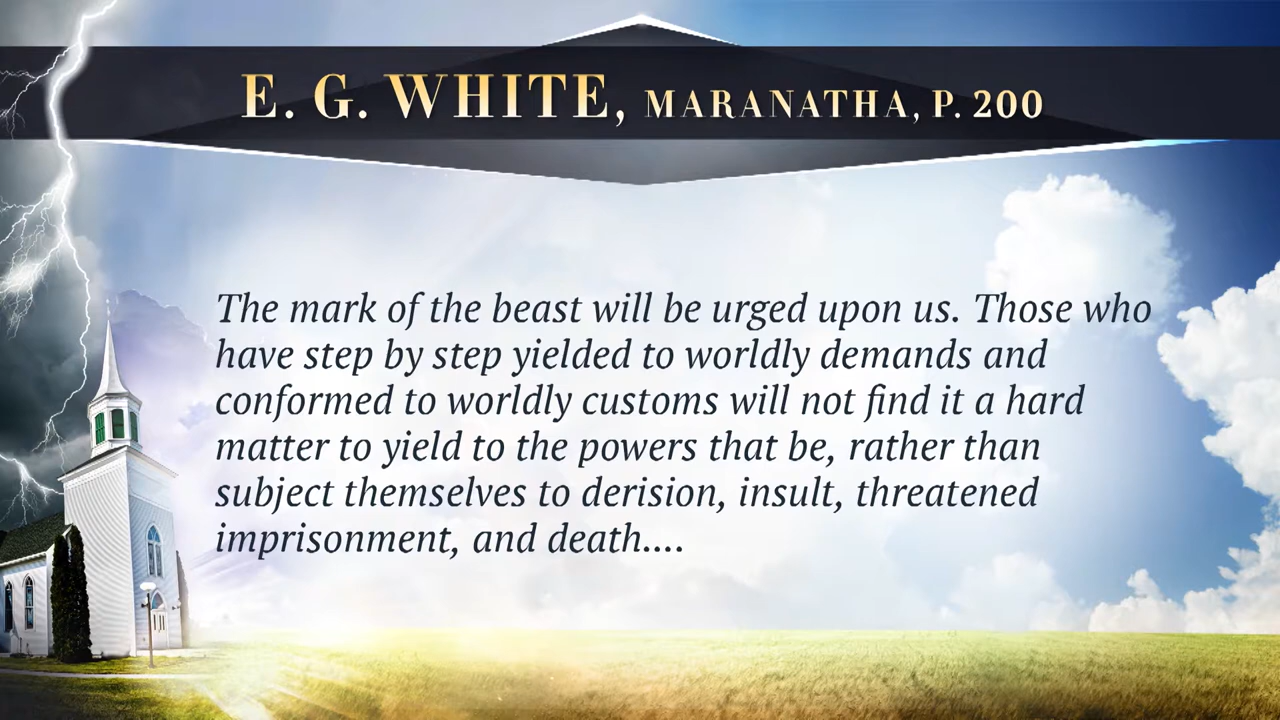 E. G. WHITE, MARANATHA, P. 200
The mark of the beast will be urged upon us. Those who
have step by step yielded to worldly demands and
conformed to worldly customs will not find it a hard
matter to yield to the powers that be, rather than
subject themselves to derision, insult, threatened
imprisonment, and death....